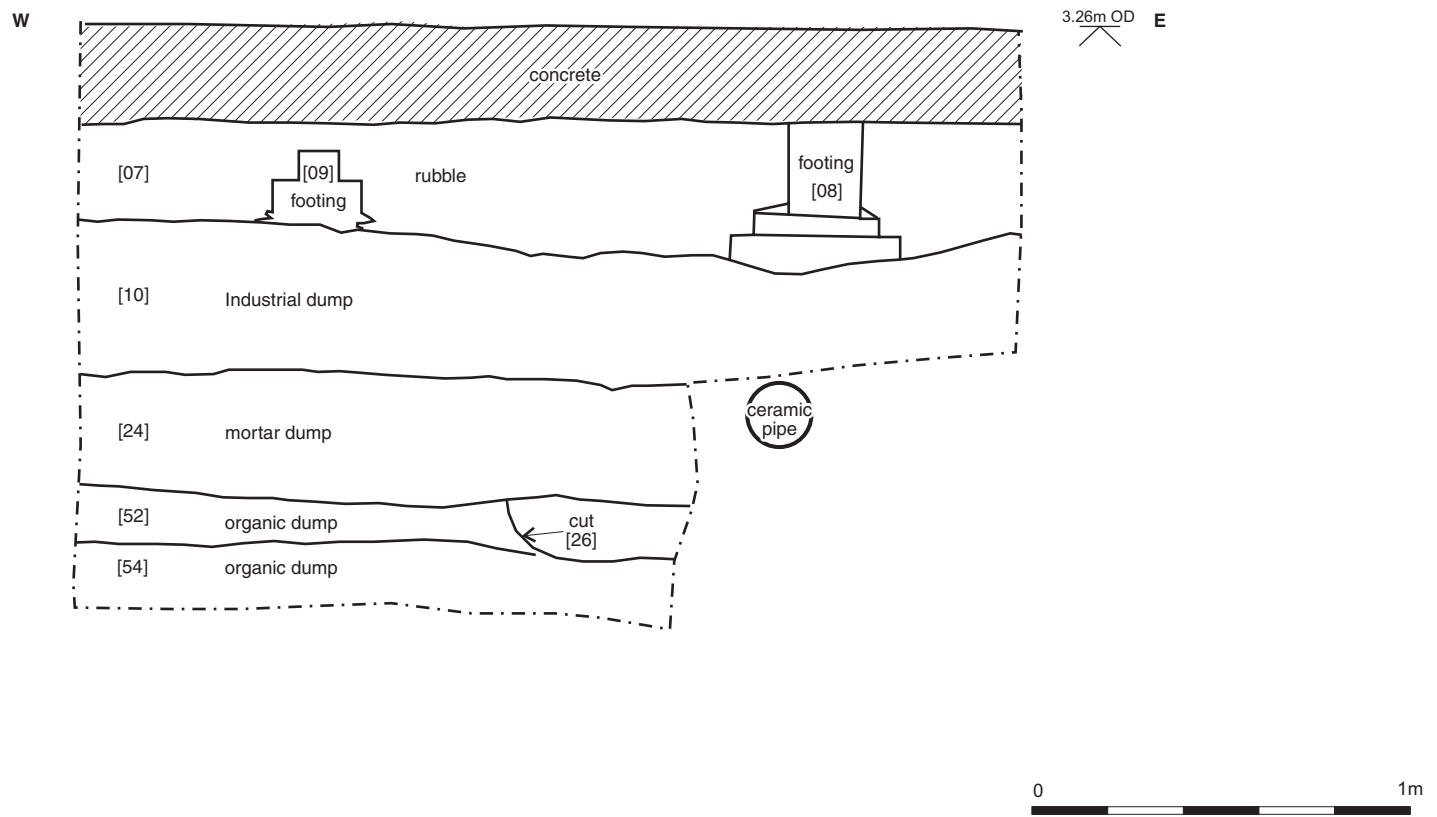 W
3.26m OD
E
concrete
[07]
[09]
footing
rubble
footing
[08]
[10]
Industrial dump
ceramic
pipe
[24]
mortar dump
[52]
organic dump
cut
[26]
[54]
organic dump
0
1m